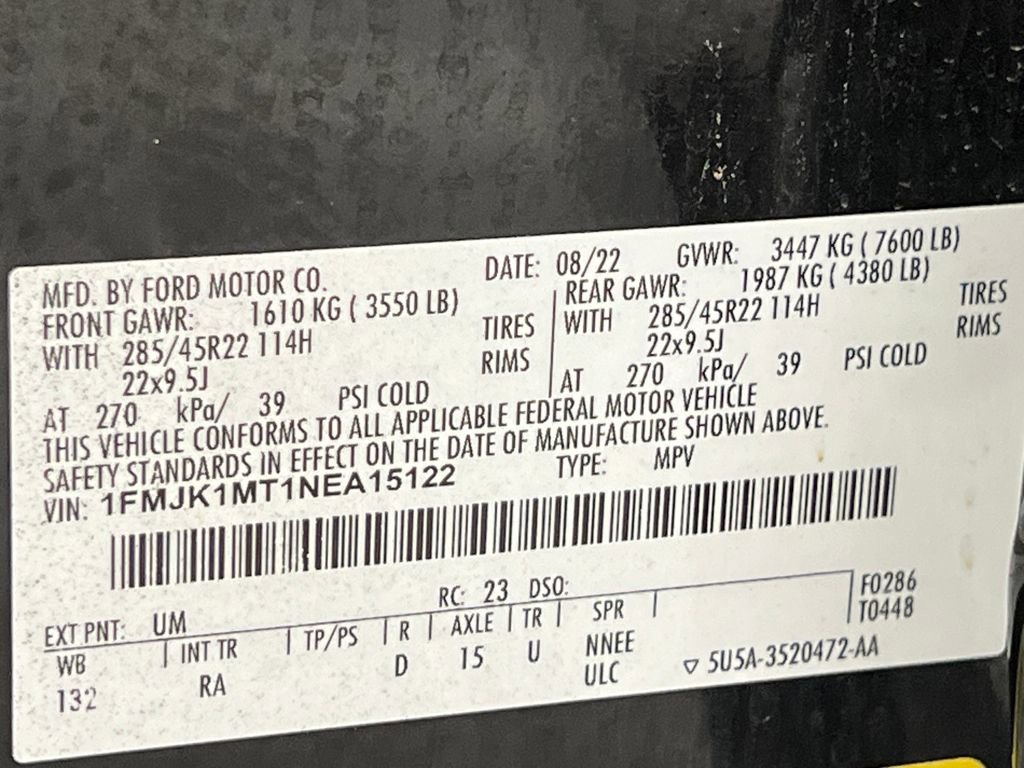 MFD. BY FORD MOTOR CO.
DATE: 08/22 GVWR: 3447 KG ( 7600 LB)
FRONT GAWR: 1610 KG ( 3550 LB)
REAR GAWR: 1987 KG ( 4380 LB)
WITH 285/45R22 114H TIRES
WITH 285/45R22 114H TIRES
22x9.5J RIMS
22x9.5J RIMS
AT 270 kPa/ 39 PSI COLD
AT 270 kPa/ 39 PSI COLD
THIS VEHICLE CONFORMS TO ALL APPLICABLE FEDERAL MOTOR VEHICLE
SAFETY STANDARDS IN EFFECT ON THE DATE OF MANUFACTURE SHOWN ABOVE.
VIN: 1FMJK1MT1NEA15122 TYPE: MPV
EXT PNT: UM RC: 23 DSO: F0286
WB INT TR TP/PS R AXLE TR SPR T0448
132 RA D 15 U NNEE
ULC ▽ 5U5A-3520472-AA